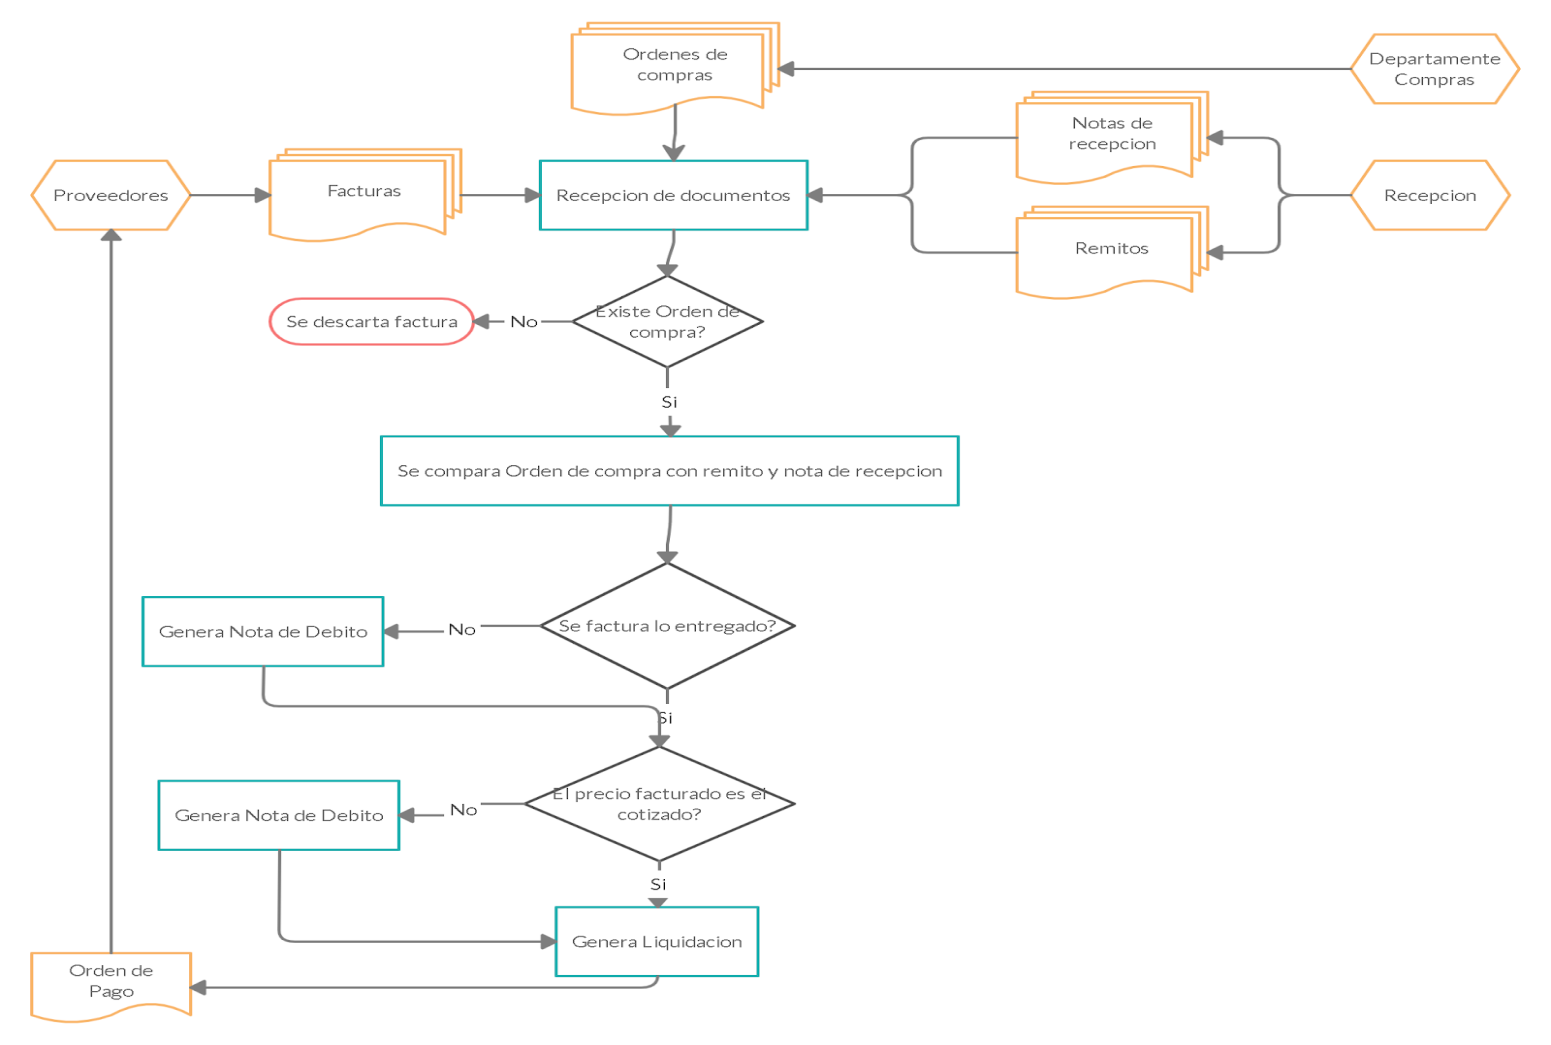 Ordenes de
compras
Departamente
Compras
Notas de
recepcion
Proveedores
Facturas
Recepcion de documentos
Recepcion
Remitos
Se descarta factura
No
Existe Orden de
compra?
Si
Se compara Orden de compra con remito y nota de recepcion
Genera Nota de Debito
No
Se factura lo entregado?
Si
Genera Nota de Debito
No
El precio facturado es el
cotizado?
Si
Genera Liquidacion
Orden de
Pago